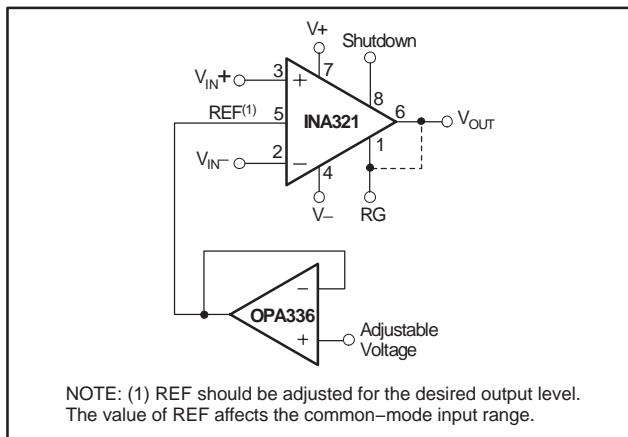 V+
Shutdown
VIN+
3
+
7
8
REF(1)
5
INA321
6
VOUT
VIN−
2
−
4
1
V−
RG
−
OPA336
+
Adjustable
Voltage
NOTE: (1) REF should be adjusted for the desired output level.
The value of REF affects the common−mode input range.